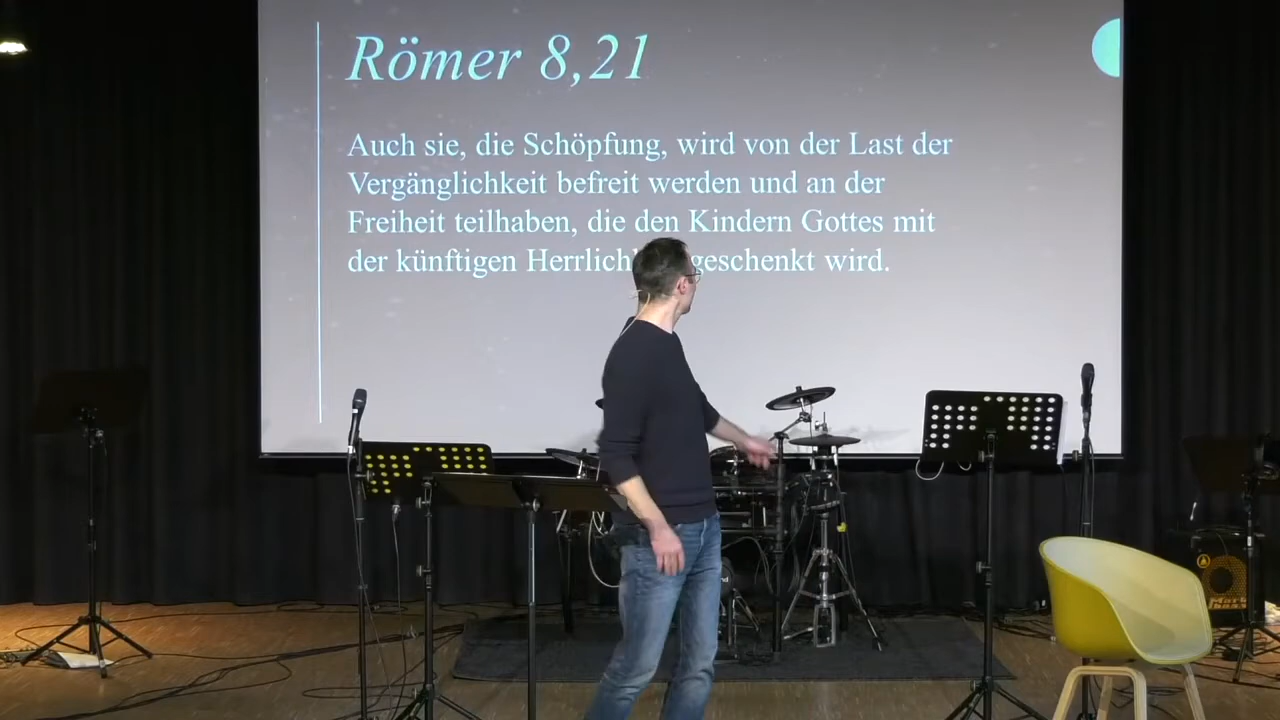 Römer 8,21
Auch sie, die Schöpfung, wird von der Last der
Vergänglichkeit befreit werden und an der
Freiheit teilhaben, die den Kindern Gottes mit
der künftigen geschenkt wird.